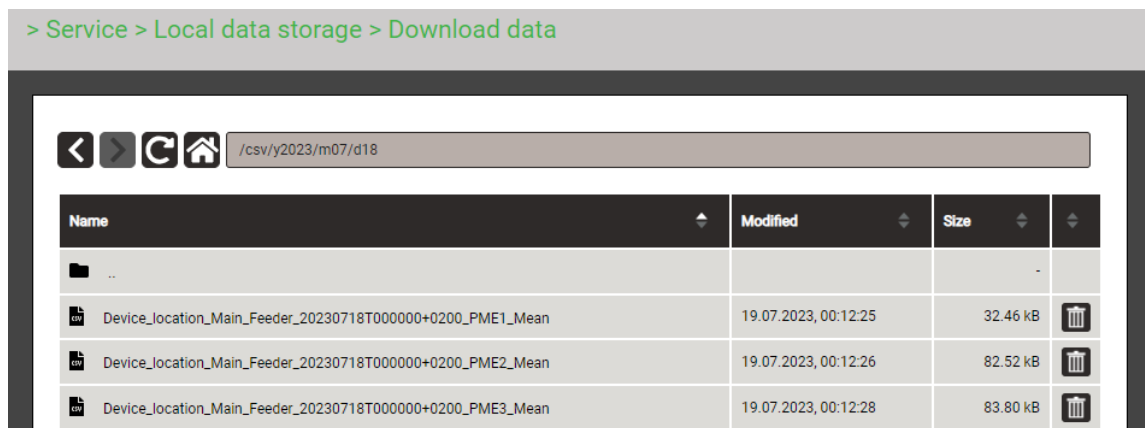 > Service > Local data storage > Download data
/csv/y2023/m07/d18
Name Modified Size
.. -
Device_location_Main_Feeder_20230718T000000+0200_PME1_Mean 19.07.2023, 00:12:25 32.46 kB
Device_location_Main_Feeder_20230718T000000+0200_PME2_Mean 19.07.2023, 00:12:26 82.52 kB
Device_location_Main_Feeder_20230718T000000+0200_PME3_Mean 19.07.2023, 00:12:28 83.80 kB